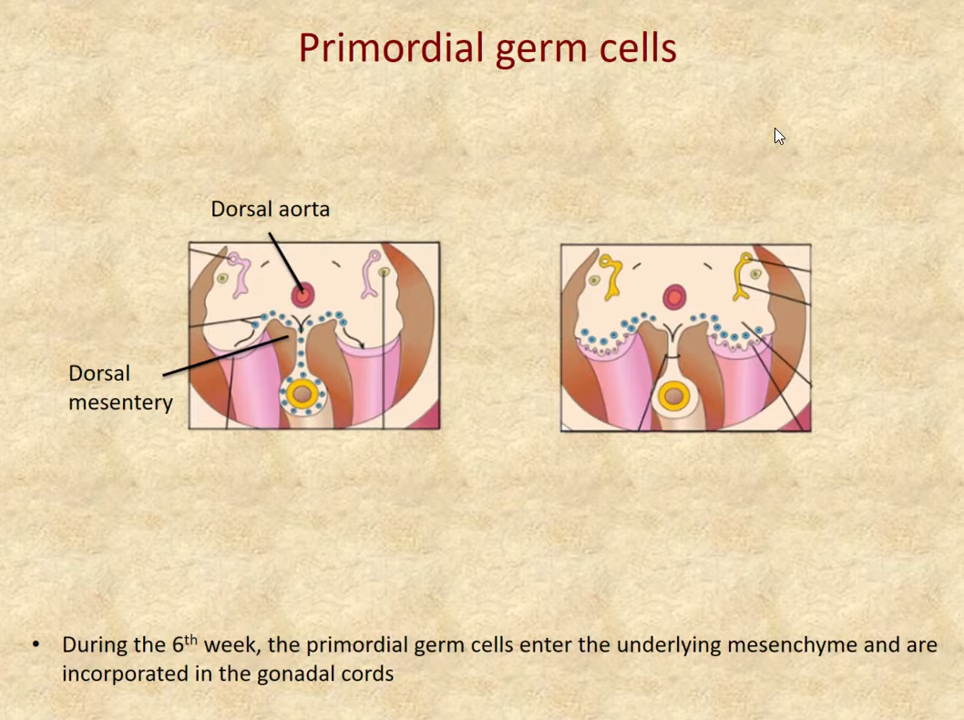 Primordial germ cells
Dorsal aorta
Dorsal
mesentery
• During the 6th week, the primordial germ cells enter the underlying mesenchyme and are
incorporated in the gonadal cords